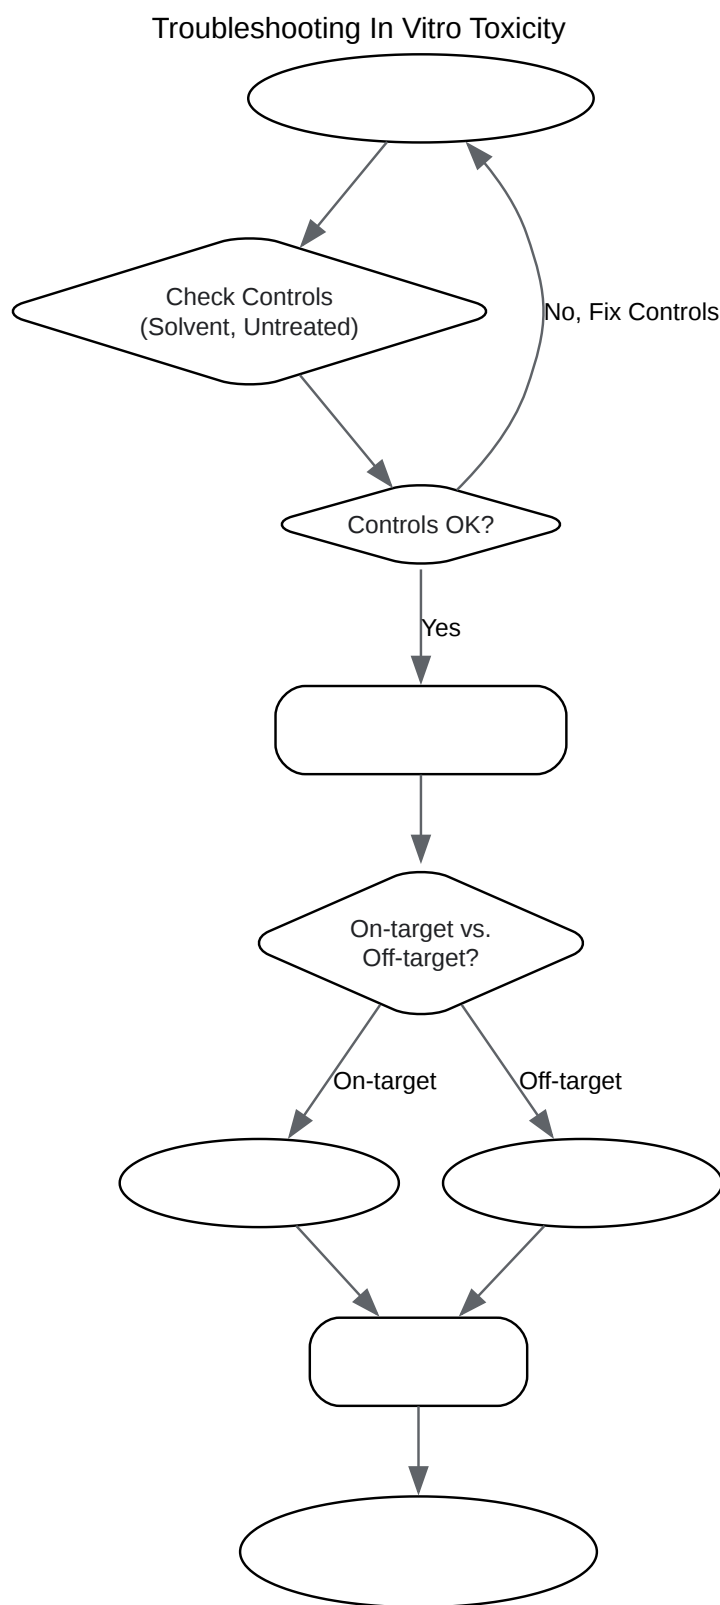 Troubleshooting In Vitro Toxicity
Check Controls
(Solvent, Untreated)
No, Fix Controls
Controls OK?
Yes
On-target vs.
Off-target?
On-target
Off-target